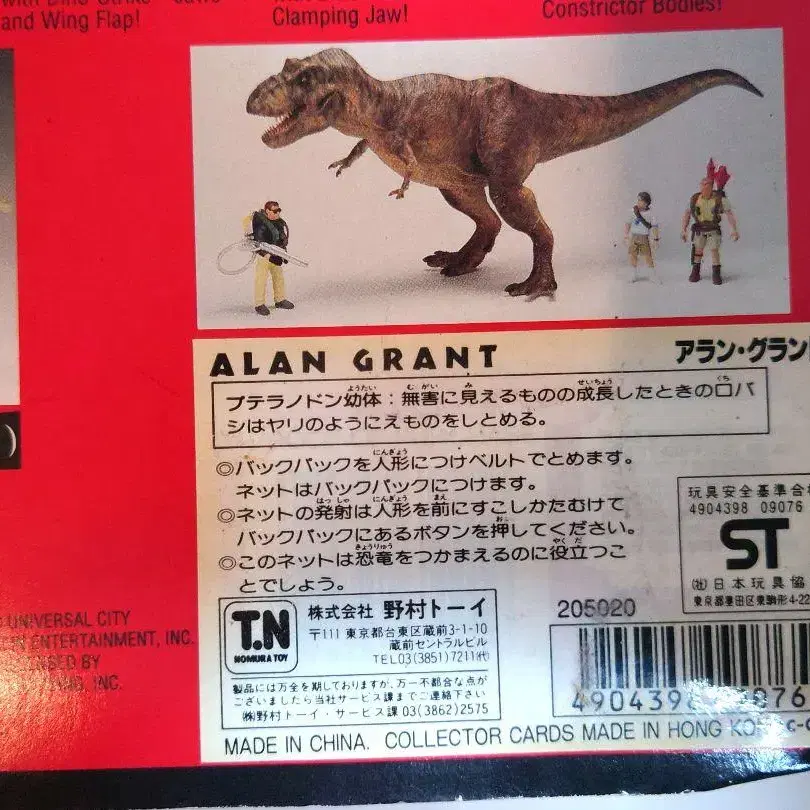 and Wing Flap!
Clamping Jaw!
Constrictor Bodies!
ALAN GRANT
アラン・グラン
プテラノドン幼体：無害に見えるものの成長したときの口バ
シはヤリのようにえものをしとめる。
◎バックパックを人形につけベルトでとめます。
ネットはバックパックにつけます。
◎ネットの発射は人形を前にすこしかたむけて
バックパックにあるボタンを押してください。
◎このネットは恐竜をつかまえるのに役立つこ
とでしょう。
玩具安全基準合格
4904398 09076
ST
(社)日本玩具協
東京都墨田区東駒形4-22
T.N
NOMURA TOY
株式会社 野村トーイ
〒111 東京都台東区蔵前3-1-10
蔵前セントラルビル
TEL03(3851)7211(代)
製品には万全を期しておりますが、万一不都合な点が
ございましたら当社サービス課までご連絡下さい
(株)野村トーイ・サービス課 03(3862)2575
205020
MADE IN CHINA. COLLECTOR CARDS MADE IN HONG KO
UNIVERSAL CITY
ENTERTAINMENT, INC.
BY
INC.